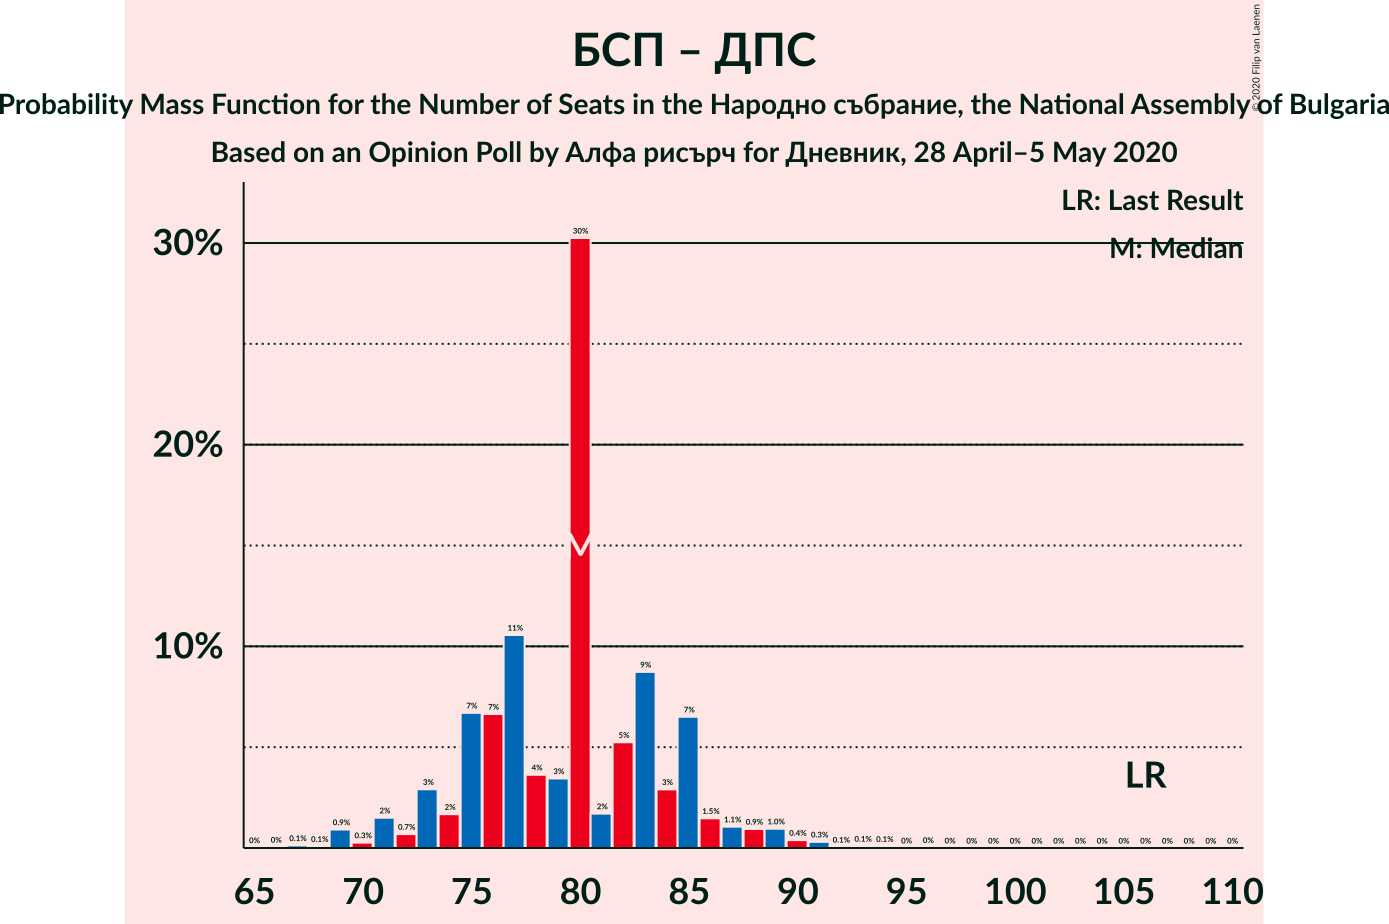 БСП – ДПС
© 2020 Filip van Laenen
Probability Mass Function for the Number of Seats in the Народно събрание, the National Assembly of Bulgaria
Based on an Opinion Poll by Алфа рисърч for Дневник, 28 April–5 May 2020
LR: Last Result
M: Median
30%
20%
10%
0% 0% 0.1% 0.1% 0.9% 0.3% 2% 0.7% 3% 2% 7% 7% 11% 4% 3% 30% 2% 5% 9% 3% 7% 1.5% 1.1% 0.9% 1.0% 0.4% 0.3% 0.1% 0.1% 0.1% 0% 0% 0% 0% 0% 0% 0% 0% 0% 0% 0% 0% 0% 0% 0% 0%
LR
65 70 75 80 85 90 95 100 105 110